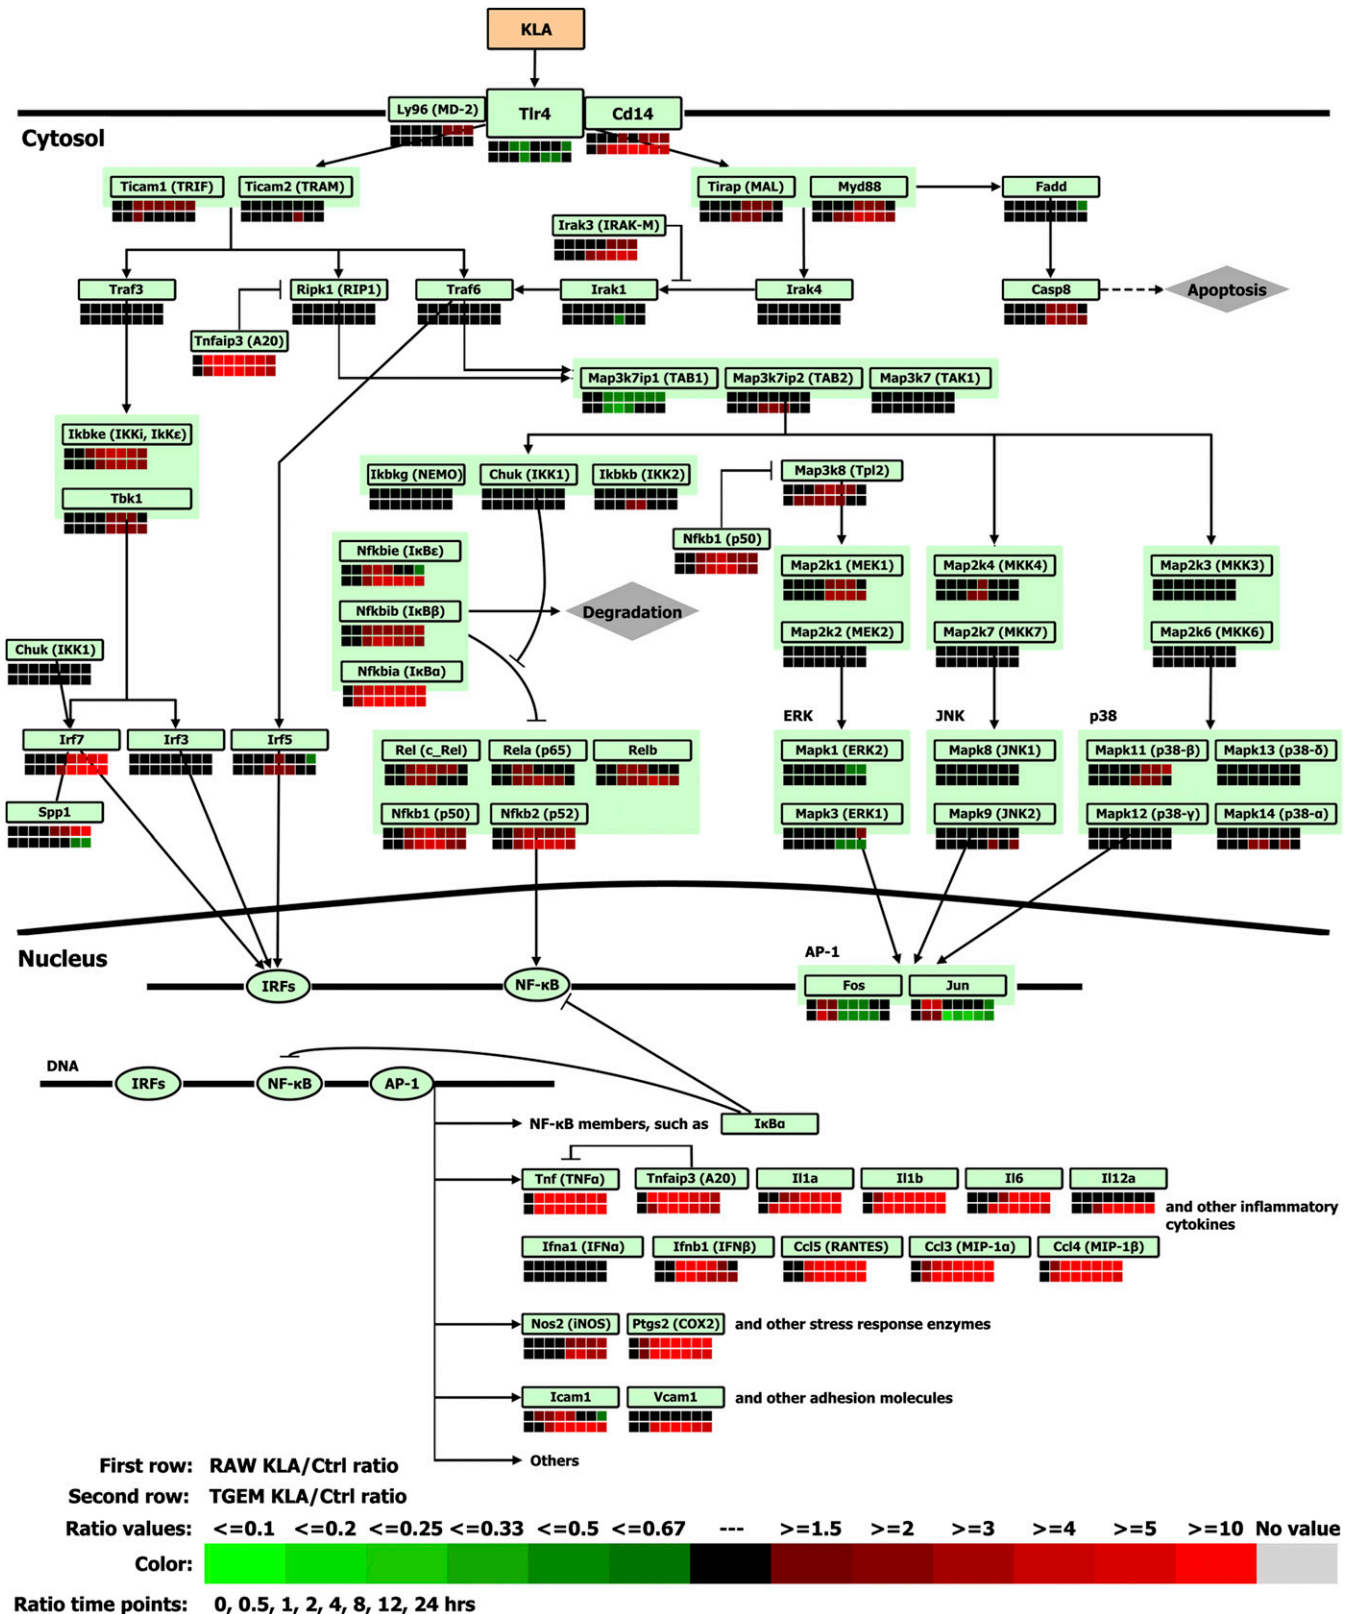 KLA
Ly96 (MD-2) Tlr4 Cd14
Cytosol
Ticam1 (TRIF) Ticam2 (TRAM) Tirap (MAL) Myd88 Fadd
Irak3 (IRAK-M)
Traf3 Ripk1 (RIP1) Traf6 Irak1 Irak4 Casp8 Apoptosis
Tnfaip3 (A20)
Map3k7ip1 (TAB1) Map3k7ip2 (TAB2) Map3k7 (TAK1)
Ikbke (IKKi, IkKε)
Ikbkg (NEMO) Chuk (IKK1) Ikbkb (IKK2) Map3k8 (Tpl2)
Tbk1
Nfkb1 (p50)
Nfkbie (IκBε) Map2k1 (MEK1) Map2k4 (MKK4) Map2k3 (MKK3)
Nfkbib (IκBβ) Degradation
Chuk (IKK1) Map2k2 (MEK2) Map2k7 (MKK7) Map2k6 (MKK6)
Nfkbia (IκBα)
ERK JNK p38
Irf7 Irf3 Irf5 Rel (c_Rel) Rela (p65) Relb Mapk1 (ERK2) Mapk8 (JNK1) Mapk11 (p38-β) Mapk13 (p38-δ)
Spp1 Nfkb1 (p50) Nfkb2 (p52) Mapk3 (ERK1) Mapk9 (JNK2) Mapk12 (p38-γ) Mapk14 (p38-α)
Nucleus
AP-1
IRFs NF-κB Fos Jun
DNA
IRFs NF-κB AP-1
NF-κB members, such as IκBα
Tnf (TNFα) Tnfaip3 (A20) Il1a Il1b Il6 Il12a
and other inflammatory
cytokines
Ifna1 (IFNα) Ifnb1 (IFNβ) Ccl5 (RANTES) Ccl3 (MIP-1α) Ccl4 (MIP-1β)
Nos2 (iNOS) Ptgs2 (COX2) and other stress response enzymes
Icam1 Vcam1 and other adhesion molecules
Others
First row: RAW KLA/Ctrl ratio
Second row: TGEM KLA/Ctrl ratio
Ratio values: <=0.1 <=0.2 <=0.25 <=0.33 <=0.5 <=0.67 --- >=1.5 >=2 >=3 >=4 >=5 >=10 No value
Color:
Ratio time points: 0, 0.5, 1, 2, 4, 8, 12, 24 hrs